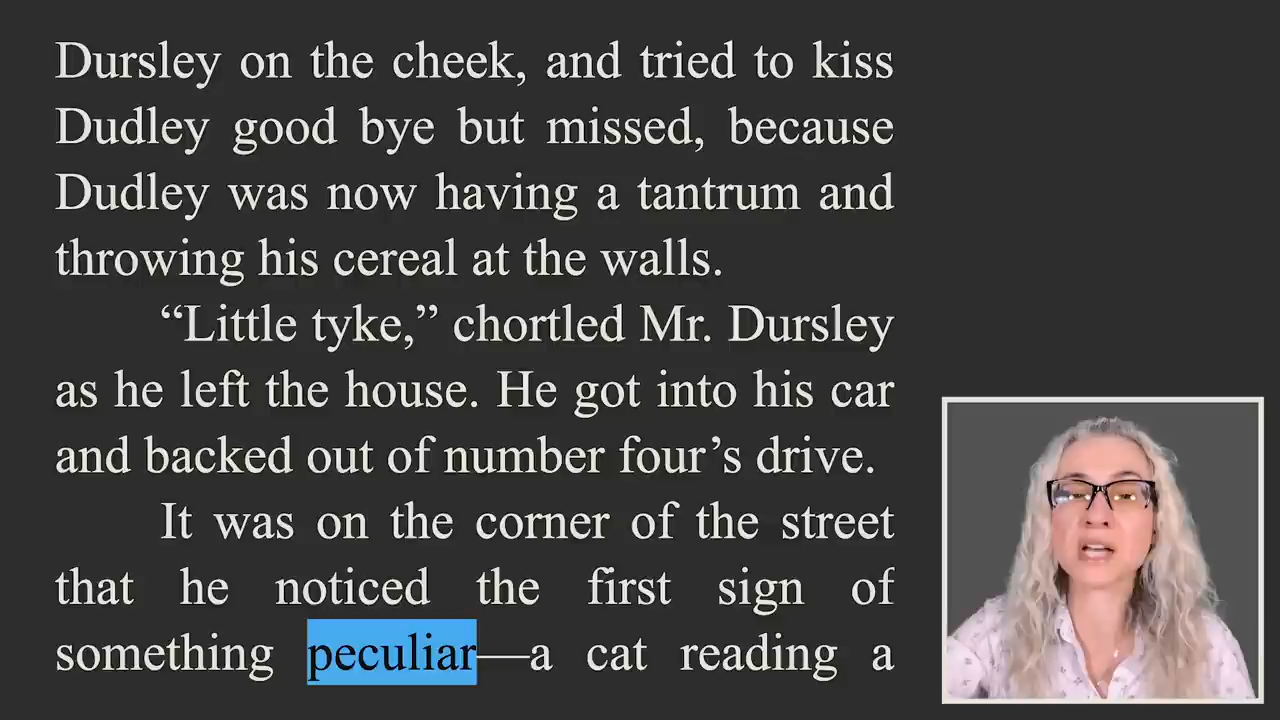 Dursley on the cheek, and tried to kiss
Dudley good bye but missed, because
Dudley was now having a tantrum and
throwing his cereal at the walls.
“Little tyke,” chortled Mr. Dursley
as he left the house. He got into his car
and backed out of number four’s drive.
It was on the corner of the street
that he noticed the first sign of
something peculiar—a cat reading a